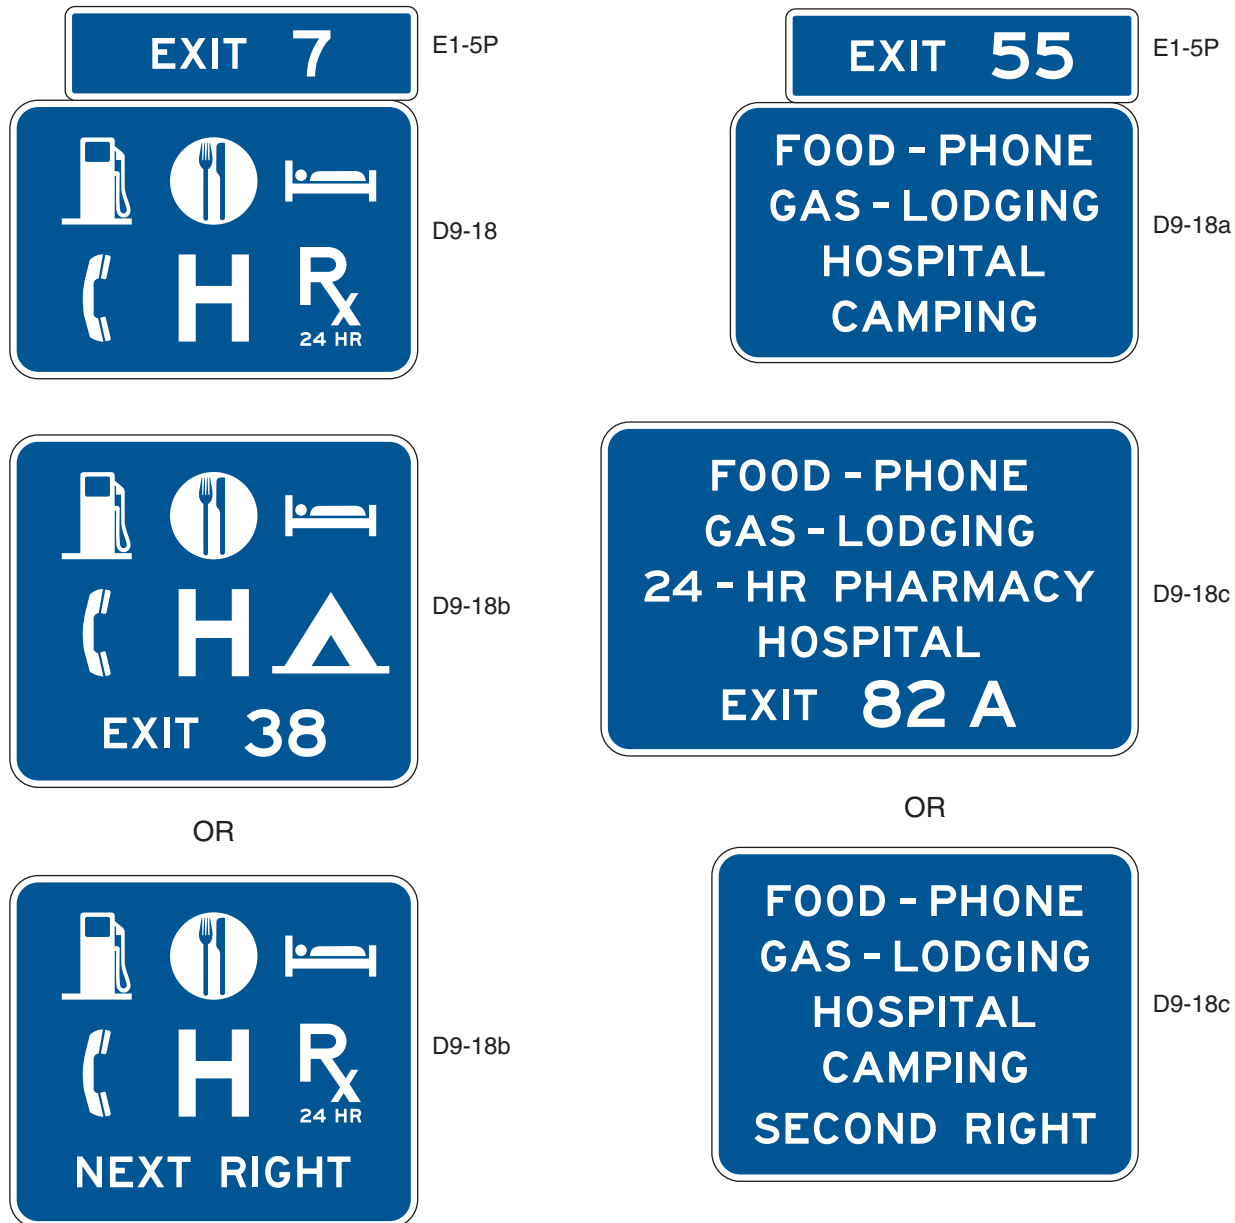 EXIT 7
E1-5P
D9-18
H
Rx
24 HR
EXIT 55
E1-5P
FOOD - PHONE
GAS - LODGING
HOSPITAL
CAMPING
D9-18a
H
EXIT 38
D9-18b
FOOD - PHONE
GAS - LODGING
24 - HR PHARMACY
HOSPITAL
EXIT 82 A
D9-18c
OR
OR
H
Rx
24 HR
NEXT RIGHT
D9-18b
FOOD - PHONE
GAS - LODGING
HOSPITAL
CAMPING
SECOND RIGHT
D9-18c